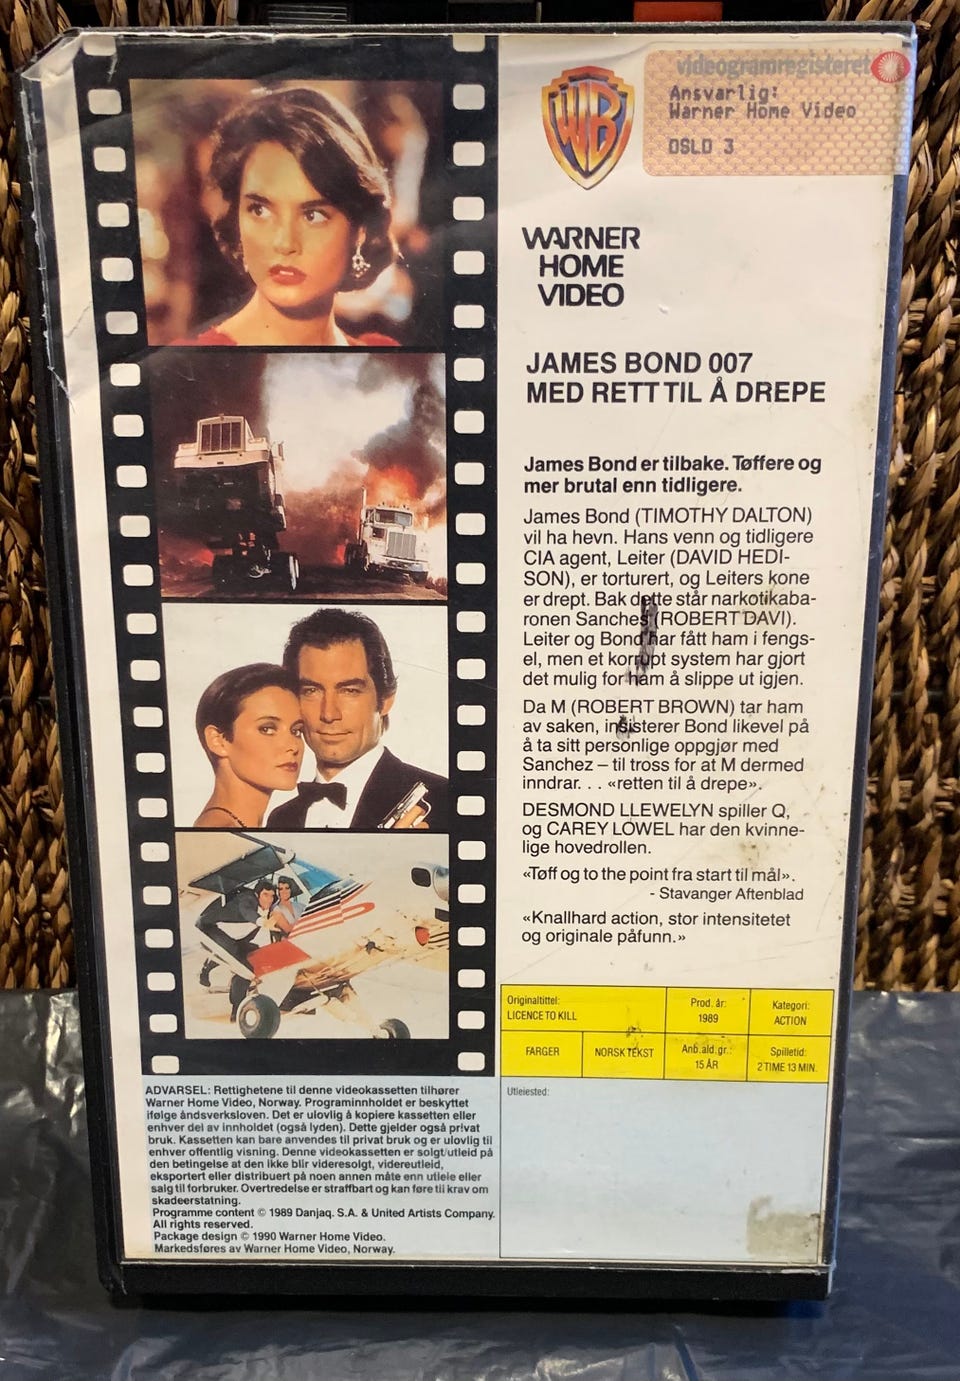 videogramregisteret
Ansvarlig:
Warner Home Video
OSLO 3
WB
WARNER
HOME
VIDEO
JAMES BOND 007
MED RETT TIL Å DREPE
James Bond er tilbake. Tøffere og
mer brutal enn tidligere.
James Bond (TIMOTHY DALTON)
vil ha hevn. Hans venn og tidligere
CIA agent, Leiter (DAVID HEDI-
SON), er torturert, og Leiters kone
er drept. Bak dette står narkotikaba-
ronen Sanches (ROBERT DAVI).
Leiter og Bond har fått ham i fengs-
el, men et korrupt system har gjort
det mulig for ham å slippe ut igjen.
Da M (ROBERT BROWN) tar ham
av saken, insisterer Bond likevel på
å ta sitt personlige oppgjør med
Sanchez – til tross for at M dermed
inndrar. . . «retten til å drepe».
DESMOND LLEWELYN spiller Q,
og CAREY LOWEL har den kvinne-
lige hovedrollen.
«Tøff og to the point fra start til mål».
- Stavanger Aftenblad
«Knallhard action, stor intensitetet
og originale påfunn.»
Originaltittel:
LICENCE TO KILL
Prod. år:
1989
Kategori:
ACTION
FARGER
NORSK TEKST
Anb.ald.gr.:
15 ÅR
Spilletid:
2 TIME 13 MIN.
Utleiested:
ADVARSEL: Rettighetene til denne videokassetten tilhører
Warner Home Video, Norway. Programinnholdet er beskyttet
ifølge åndsverksloven. Det er ulovlig å kopiere kassetten eller
enhver del av innholdet (også lyden). Dette gjelder også privat
bruk. Kassetten kan bare anvendes til privat bruk og er ulovlig til
enhver offentlig visning. Denne videokassetten er solgt/utleid på
den betingelse at den ikke blir videresolgt, videreutleid,
eksportert eller distribuert på noen annen måte enn utleie eller
salg til forbruker. Overtredelse er straffbart og kan føre til krav om
skadeerstatning.
Programme content © 1989 Danjaq. S.A. & United Artists Company.
All rights reserved.
Package design © 1990 Warner Home Video.
Markedsføres av Warner Home Video, Norway.